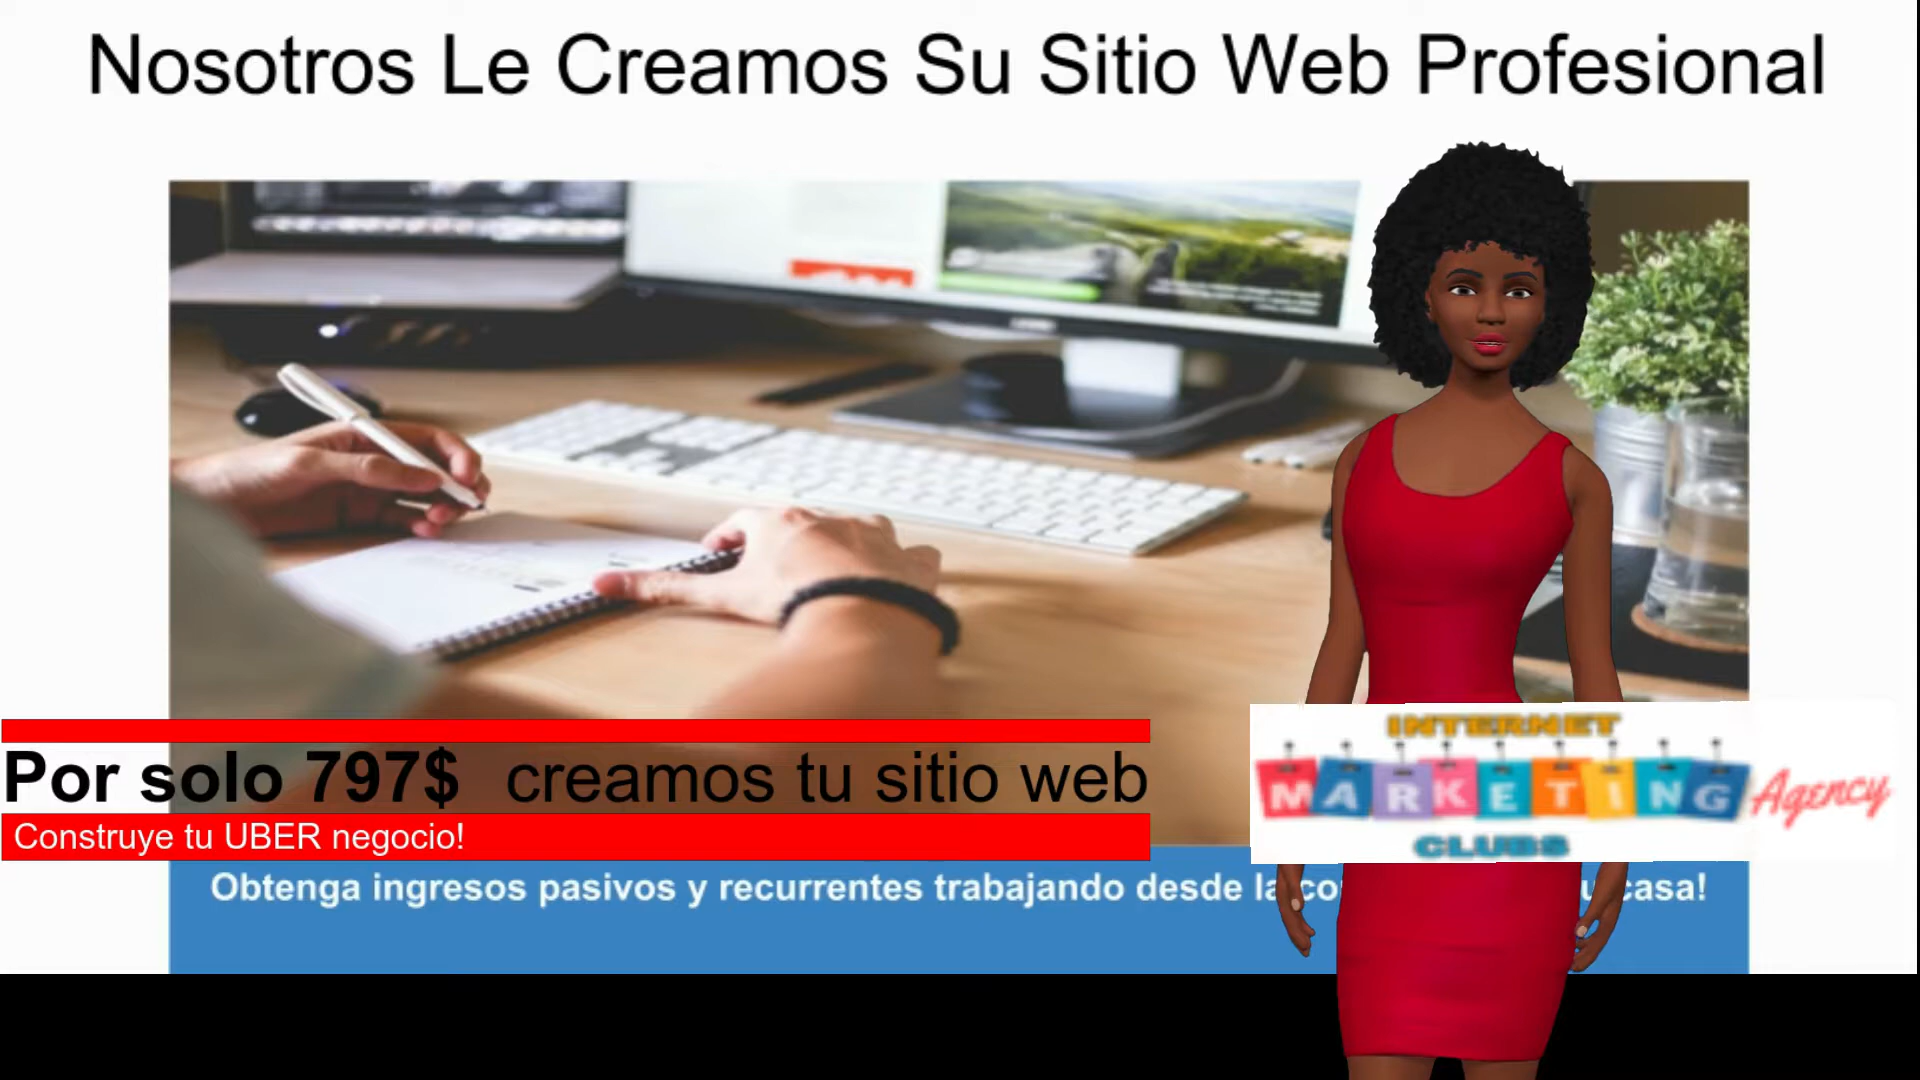 Nosotros Le Creamos Su Sitio Web Profesional
Por solo 797$ creamos tu sitio web
Construye tu UBER negocio!
INTERNET
MARKETING Agency
CLUBS
Obtenga ingresos pasivos y recurrentes trabajando desde la casa!